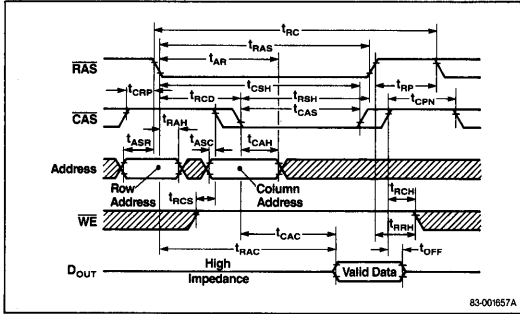 tRC
tRAS
tAR
RAS
tCRP
tCSH
tRP
tRCD
tRSH
tCPN
CAS
tCAS
tRAH
tASR
tASC
tCAH
Address
Row
Address
Column
Address
tRCS
tRCH
WE
tCAC
tRRH
tRAC
tOFF
DOUT
High
Impedance
Valid Data
83-001657A